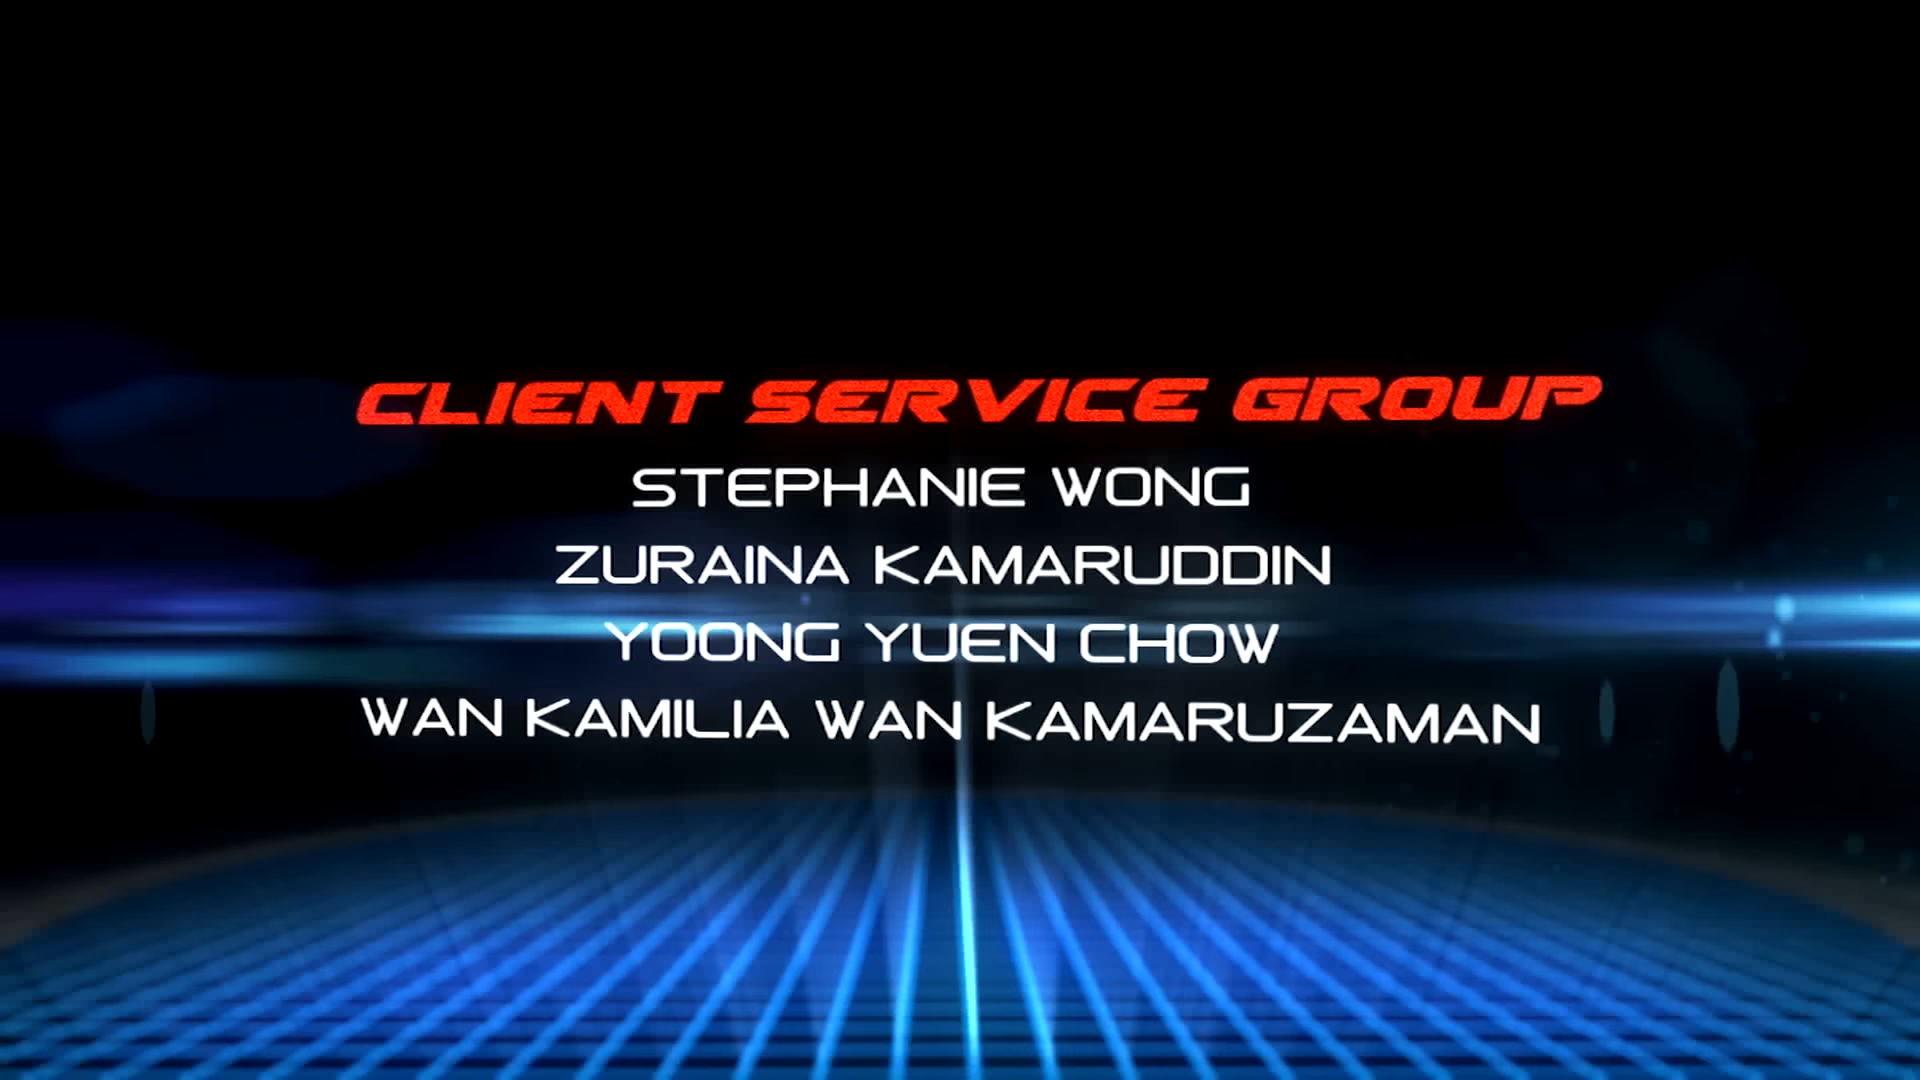 CLIENT SERVICE GROUP
STEPHANIE WONG
ZURAINA KAMARUDDIN
YOONG YUEN CHOW
WAN KAMILIA WAN KAMARUZAMAN